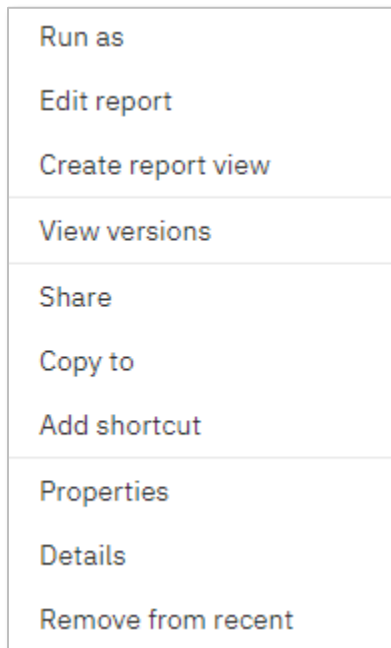 Run as
Edit report
Create report view
View versions
Share
Copy to
Add shortcut
Properties
Details
Remove from recent